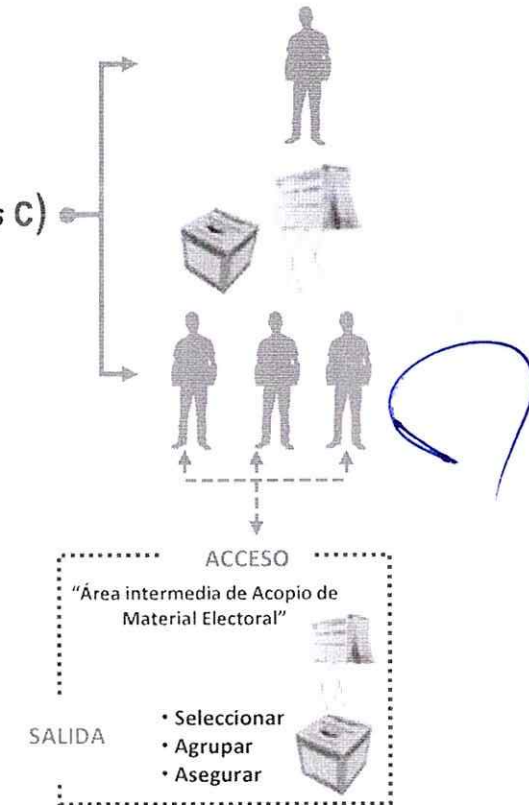 s C)
ACCESO
“Área intermedia de Acopio de
Material Electoral”
SALIDA
• Seleccionar
• Agrupar
• Asegurar